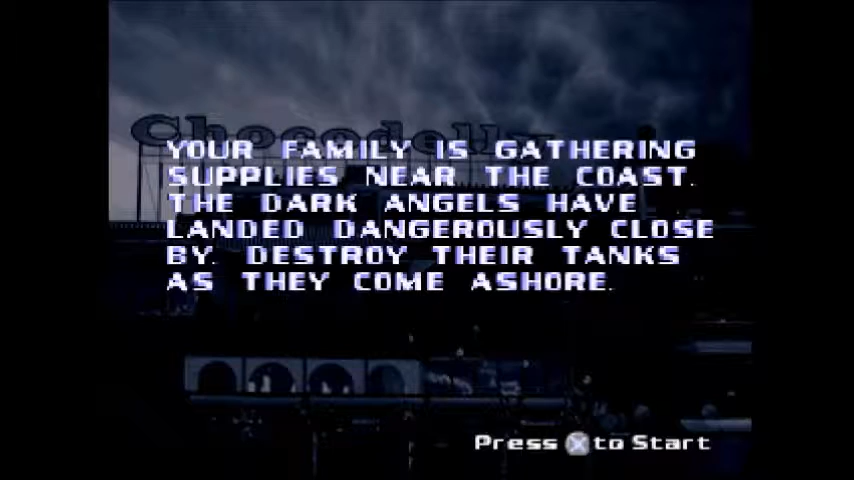 Chocodelly
YOUR FAMILY IS GATHERING
SUPPLIES NEAR THE COAST.
THE DARK ANGELS HAVE
LANDED DANGEROUSLY CLOSE
BY. DESTROY THEIR TANKS
AS THEY COME ASHORE.
Press X to Start